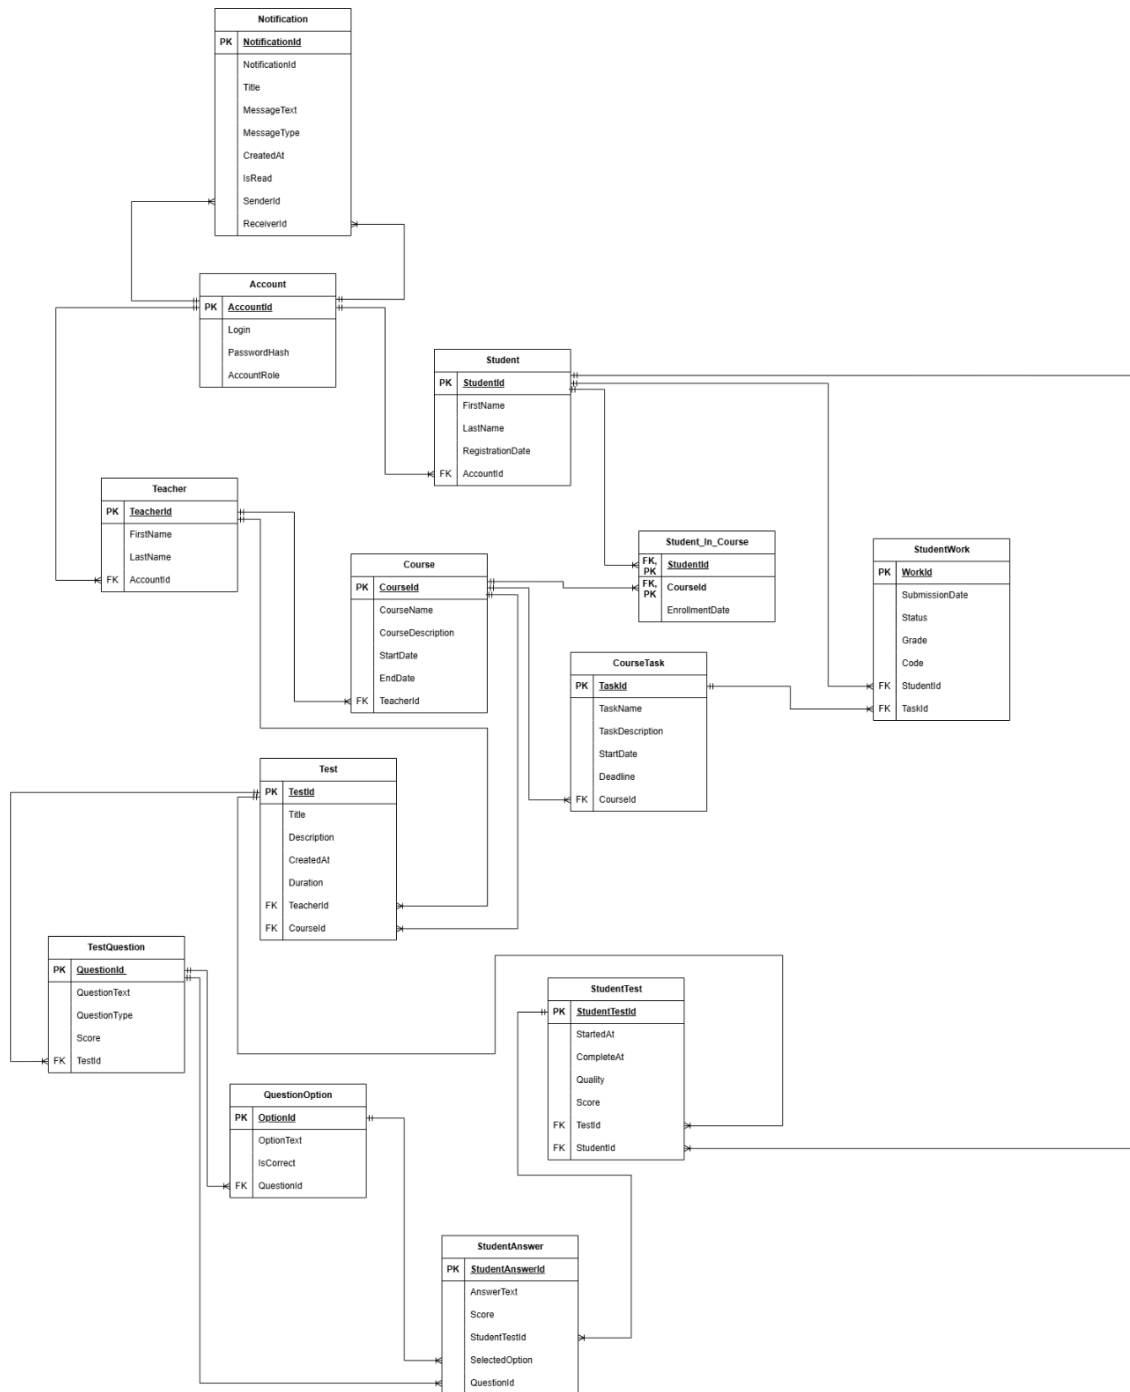 Notification
PK NotificationId
NotificationId
Title
MessageText
MessageType
CreatedAt
IsRead
SenderId
ReceiverId
Account
PK AccountId
Login
PasswordHash
AccountRole
Student
PK StudentId
FirstName
LastName
RegistrationDate
FK AccountId
Teacher
PK TeacherId
FirstName
LastName
FK AccountId
Course
PK CourseId
CourseName
CourseDescription
StartDate
EndDate
FK TeacherId
Student_In_Course
FK, PK StudentId
FK, PK CourseId
EnrollmentDate
StudentWork
PK WorkId
SubmissionDate
Status
Grade
Code
FK StudentId
FK TaskId
CourseTask
PK TaskId
TaskName
TaskDescription
StartDate
Deadline
FK CourseId
Test
PK TestId
Title
Description
CreatedAt
Duration
FK TeacherId
FK CourseId
TestQuestion
PK QuestionId
QuestionText
QuestionType
Score
FK TestId
StudentTest
PK StudentTestId
StartedAt
CompleteAt
Quality
Score
FK TestId
FK StudentId
QuestionOption
PK OptionId
OptionText
IsCorrect
FK QuestionId
StudentAnswer
PK StudentAnswerId
AnswerText
Score
StudentTestId
SelectedOption
QuestionId